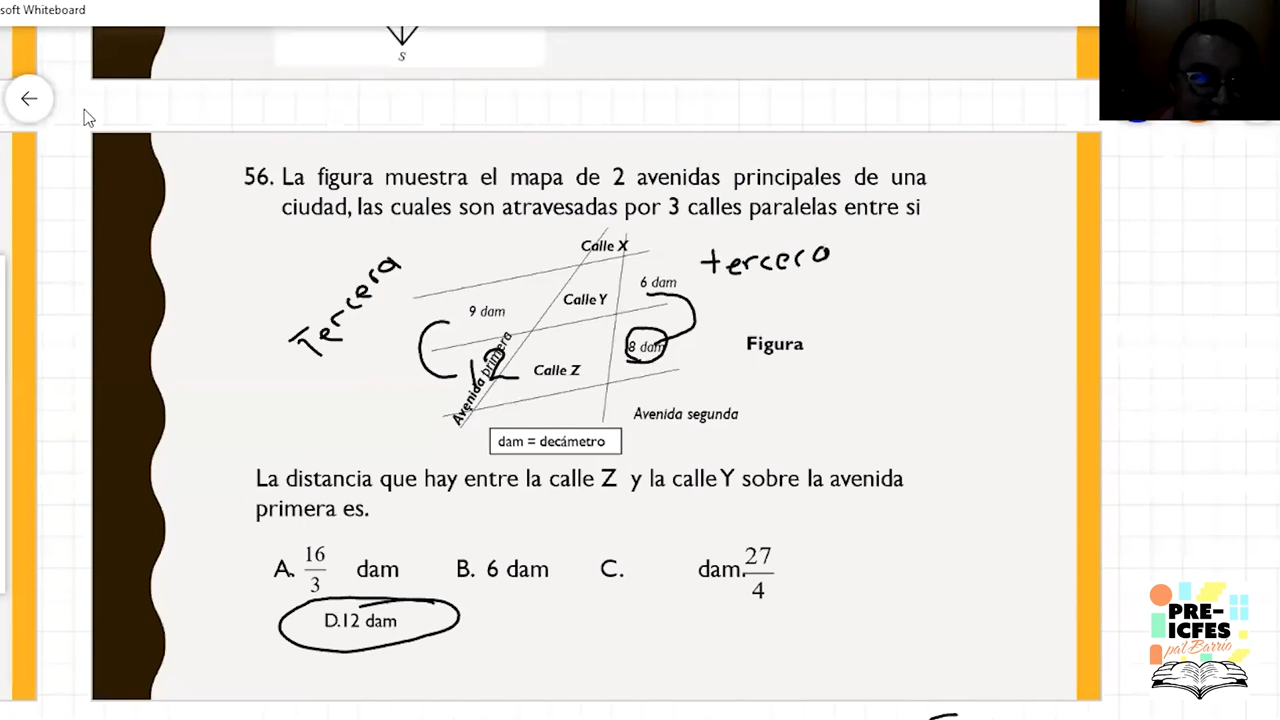 soft Whiteboard
S
56. La figura muestra el mapa de 2 avenidas principales de una
ciudad, las cuales son atravesadas por 3 calles paralelas entre si
Calle X
tercero
Tercera
6 dam
Calle Y
9 dam
8 dam
Figura
12
Avenida primera
Calle Z
Avenida segunda
dam = decámetro
La distancia que hay entre la calle Z y la calle Y sobre la avenida
primera es.
A. 16/3 dam B. 6 dam C. dam. 27/4
D.12 dam
PRE-
ICFES
pal Barrio